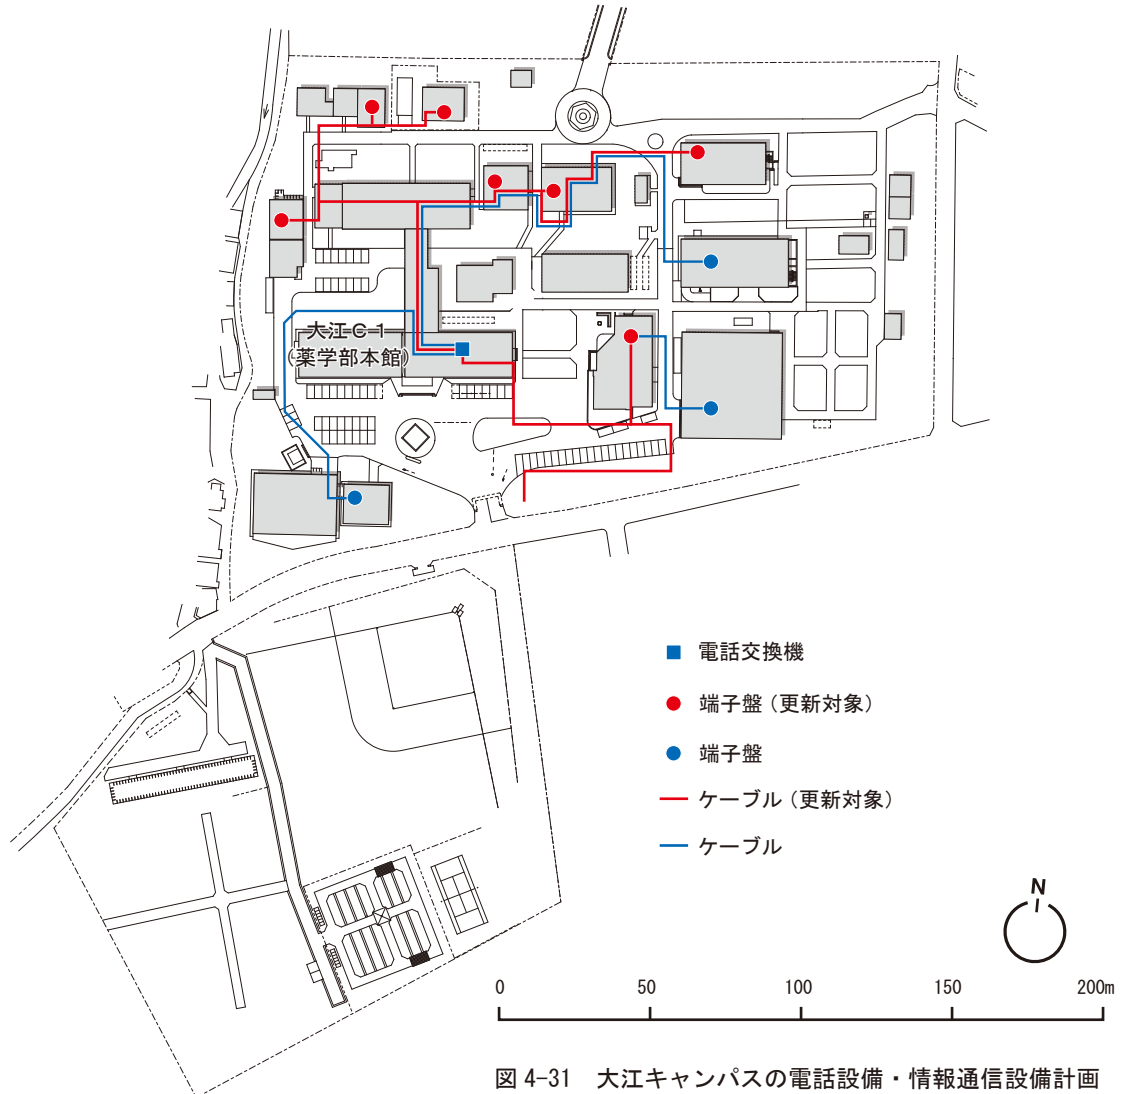 大江C1
(薬学部本館)
電話交換機
端子盤（更新対象）
端子盤
ケーブル（更新対象）
ケーブル
N
0 50 100 150 200m
図 4-31　大江キャンパスの電話設備・情報通信設備計画